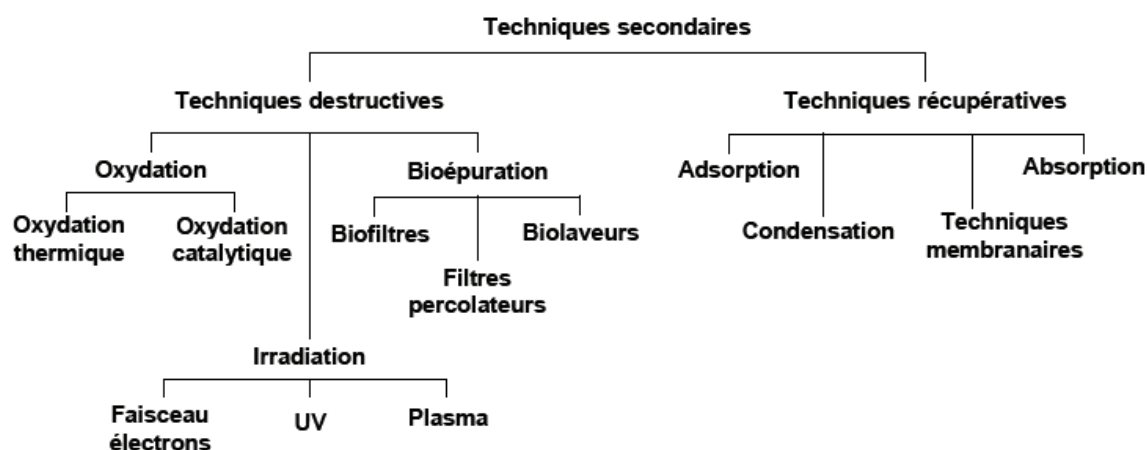 Techniques secondaires
Techniques destructives
Techniques récupératives
Oxydation
Bioépuration
Adsorption
Absorption
Oxydation
thermique
Oxydation
catalytique
Biofiltres
Biolaveurs
Condensation
Techniques
membranaires
Filtres
percolateurs
Irradiation
Faisceau
électrons
UV
Plasma